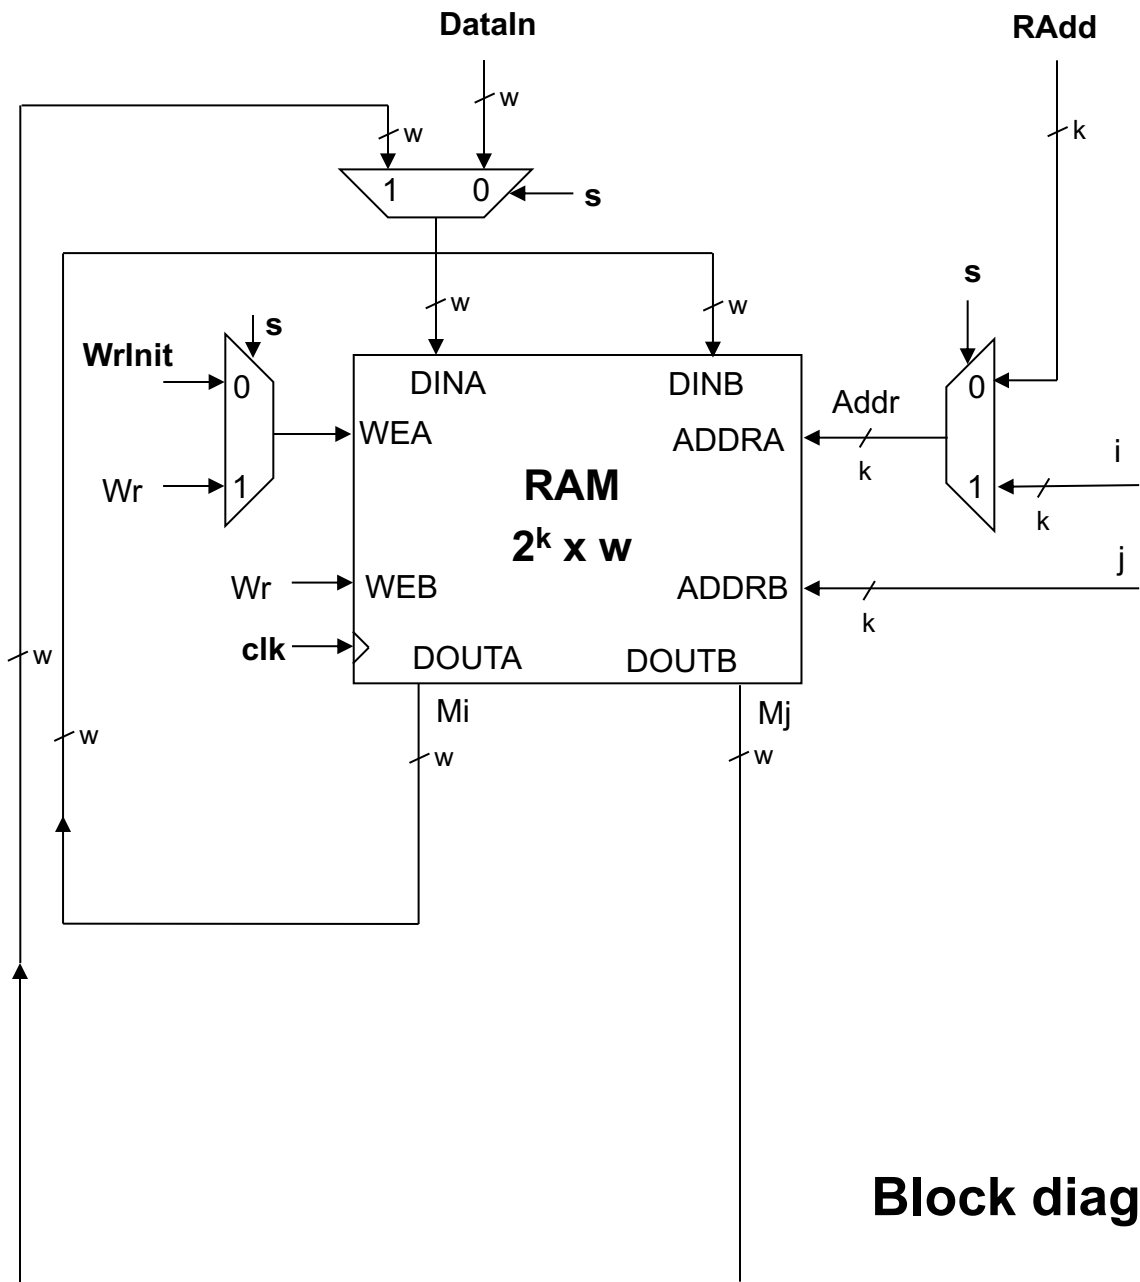 DataIn
RAdd
w
k
w
1
0
s
s
w
w
s
WrInit
0
DINA
DINB
0
Addr
WEA
ADDRA
i
k
Wr
1
RAM
1
k
2ᵏ x w
j
Wr
WEB
ADDRB
k
clk
DOUTA
DOUTB
w
Mi
Mj
w
w
w
Block diag